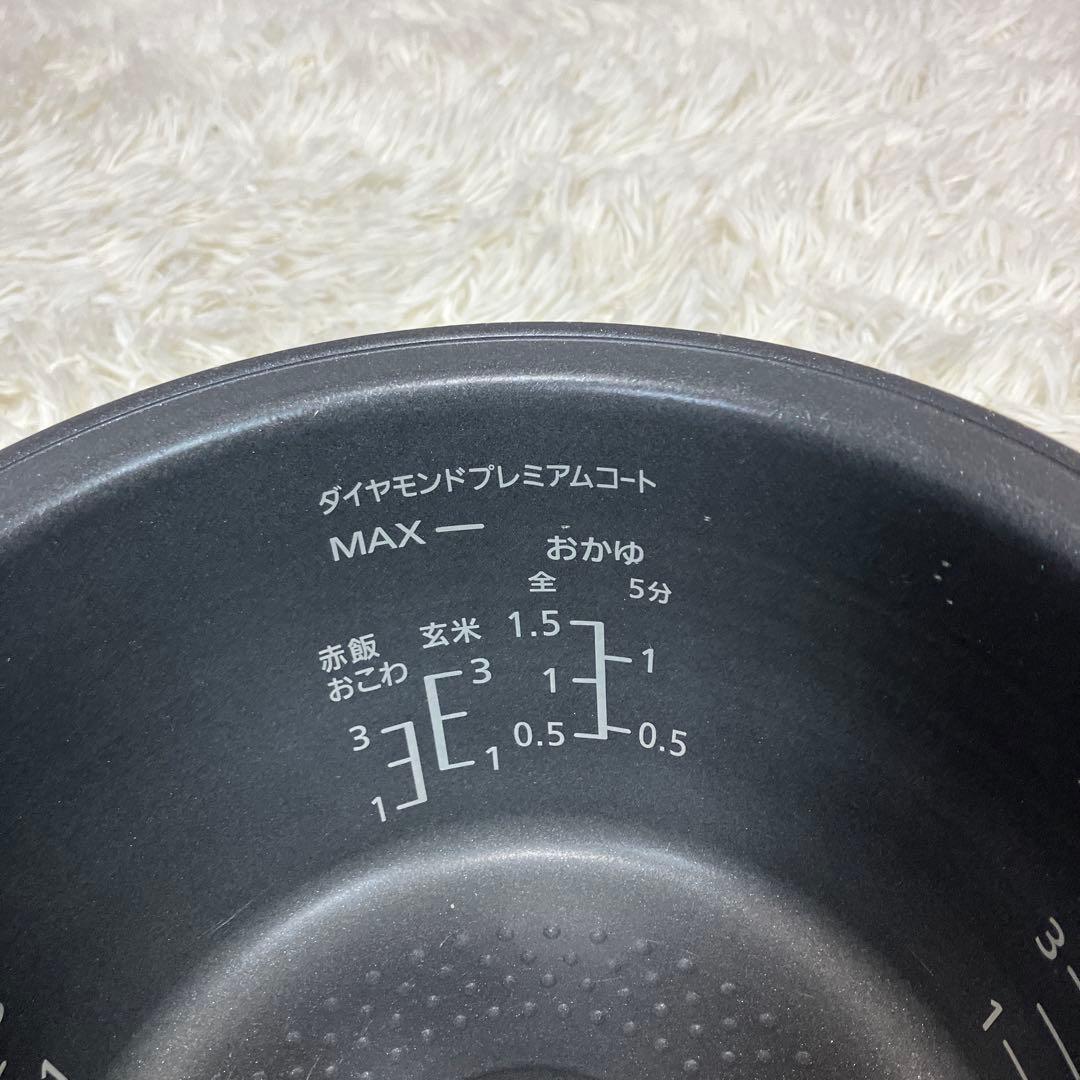 ダイヤモンドプレミアムコート
MAX
おかゆ
全 5分
赤飯 玄米 1.5
おこわ 3 1 1
3 0.5 0.5
1 1
3
1